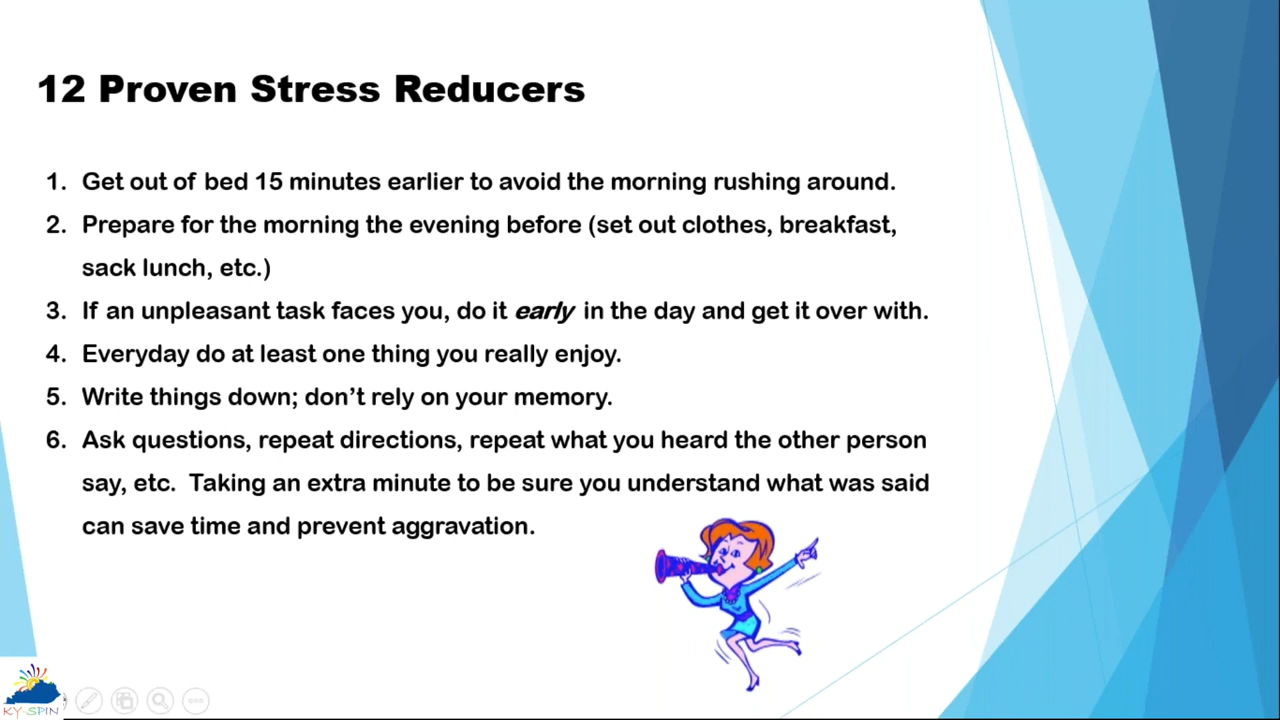 12 Proven Stress Reducers
1. Get out of bed 15 minutes earlier to avoid the morning rushing around.
2. Prepare for the morning the evening before (set out clothes, breakfast,
sack lunch, etc.)
3. If an unpleasant task faces you, do it early in the day and get it over with.
4. Everyday do at least one thing you really enjoy.
5. Write things down; don’t rely on your memory.
6. Ask questions, repeat directions, repeat what you heard the other person
say, etc.  Taking an extra minute to be sure you understand what was said
can save time and prevent aggravation.
KY-SPIN